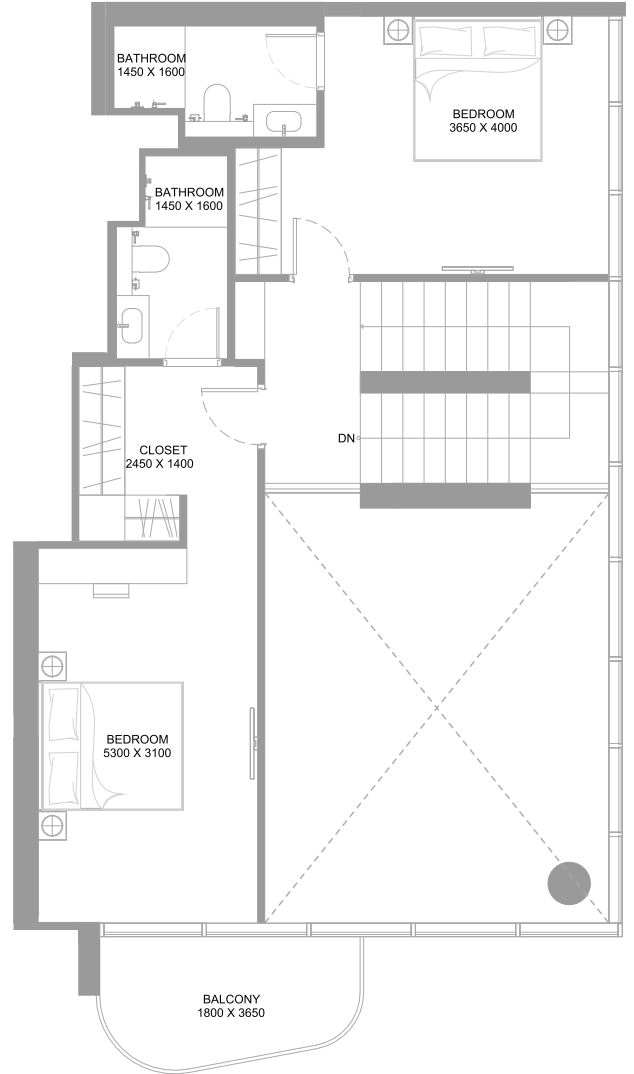 BATHROOM
1450 X 1600
BEDROOM
3650 X 4000
BATHROOM
1450 X 1600
DN
CLOSET
2450 X 1400
BEDROOM
5300 X 3100
BALCONY
1800 X 3650